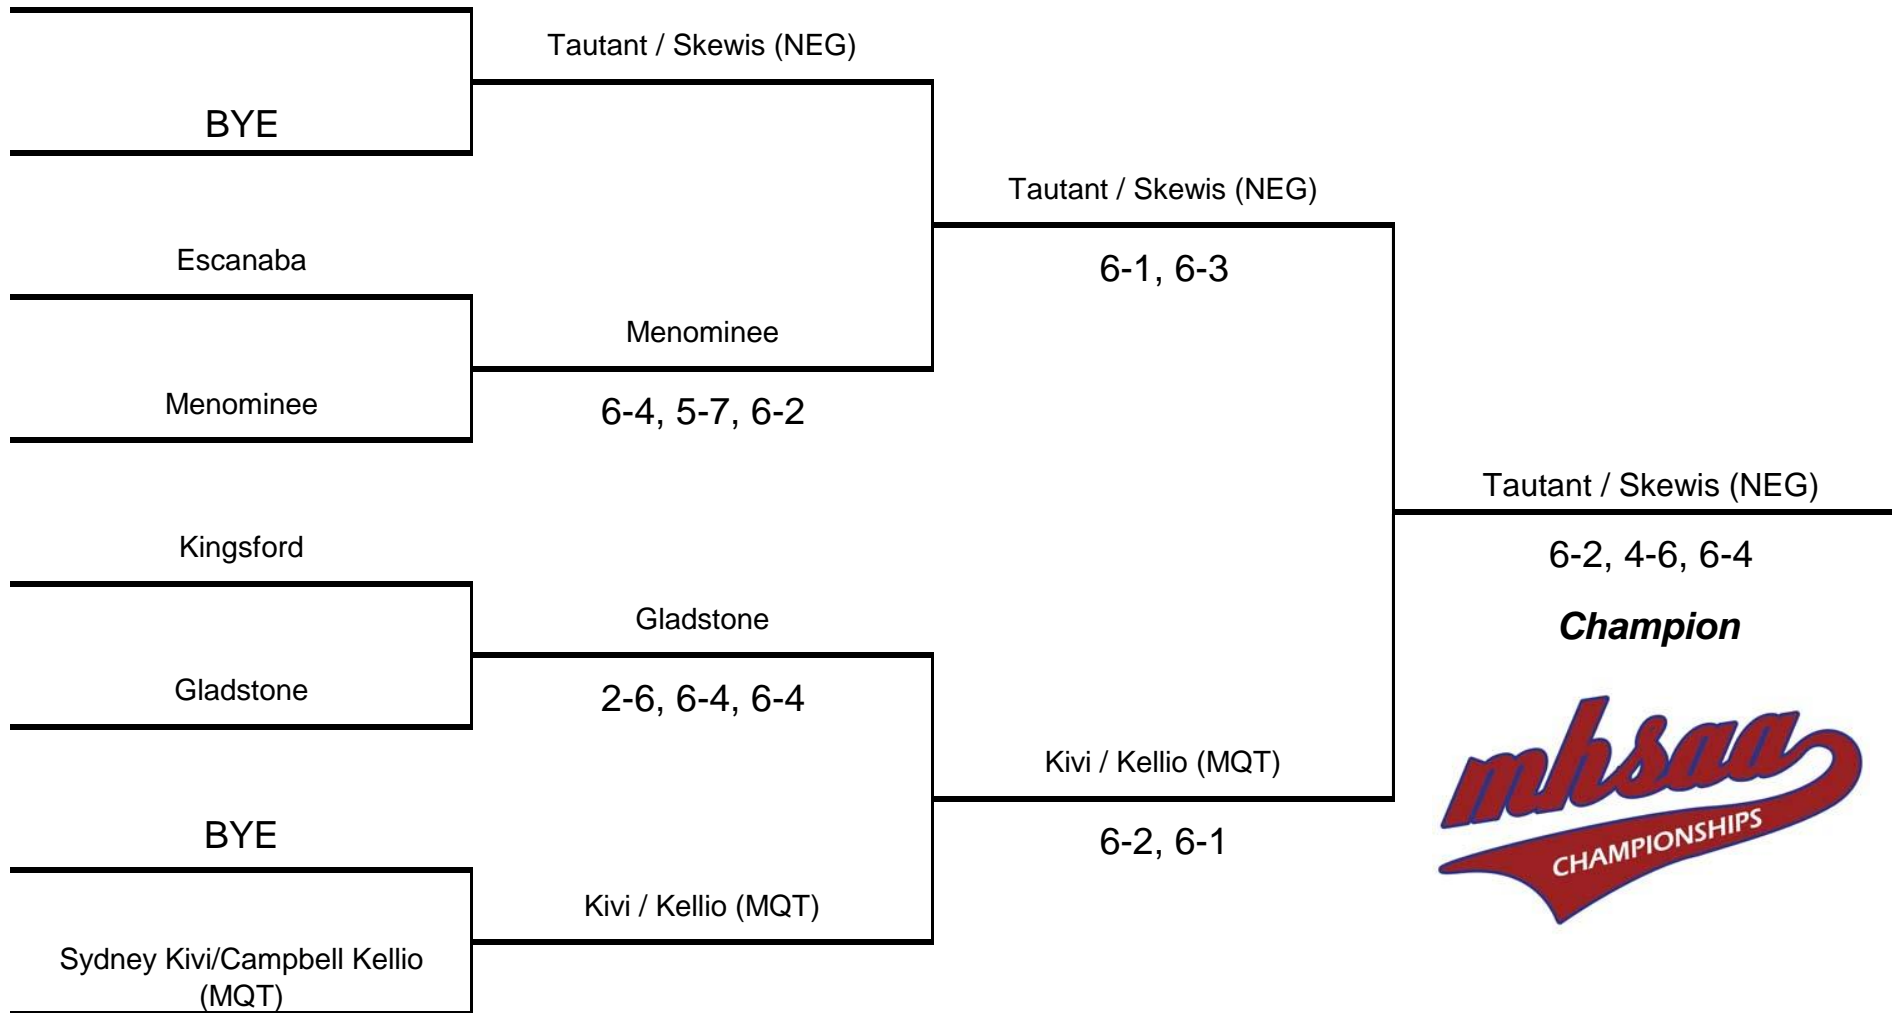 Tautant / Skewis (NEG)
BYE
Tautant / Skewis (NEG)
Escanaba
6-1, 6-3
Menominee
Menominee
6-4, 5-7, 6-2
Tautant / Skewis (NEG)
Kingsford
6-2, 4-6, 6-4
Gladstone
Champion
Gladstone
2-6, 6-4, 6-4
mhsaa
CHAMPIONSHIPS
Kivi / Kellio (MQT)
BYE
6-2, 6-1
Kivi / Kellio (MQT)
Sydney Kivi/Campbell Kellio
(MQT)